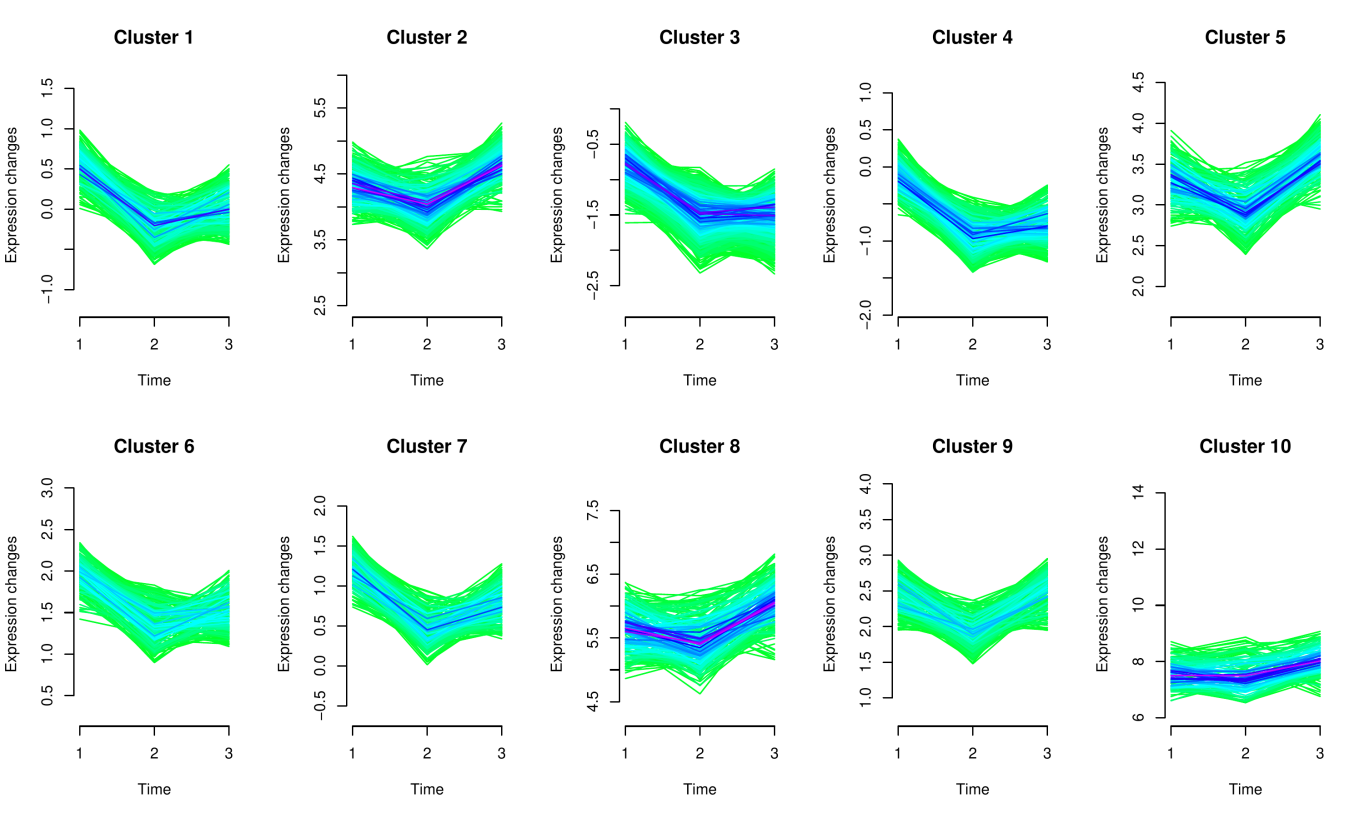 Cluster 1
Expression changes
−1.0 0.0 0.5 1.0 1.5
1 2 3
Time
Cluster 2
Expression changes
2.5 3.5 4.5 5.5
1 2 3
Time
Cluster 3
Expression changes
−2.5 −1.5 −0.5
1 2 3
Time
Cluster 4
Expression changes
−2.0 −1.0 0.0 0.5 1.0
1 2 3
Time
Cluster 5
Expression changes
2.0 2.5 3.0 3.5 4.0 4.5
1 2 3
Time
Cluster 6
Expression changes
0.5 1.0 1.5 2.0 2.5 3.0
1 2 3
Time
Cluster 7
Expression changes
−0.5 0.0 0.5 1.0 1.5 2.0
1 2 3
Time
Cluster 8
Expression changes
4.5 5.5 6.5 7.5
1 2 3
Time
Cluster 9
Expression changes
1.0 1.5 2.0 2.5 3.0 3.5 4.0
1 2 3
Time
Cluster 10
Expression changes
6 8 10 12 14
1 2 3
Time